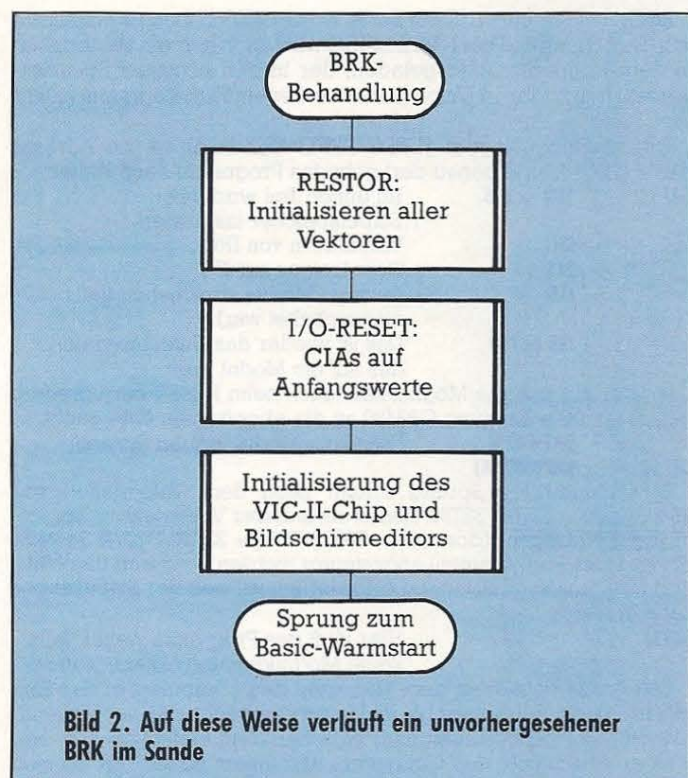 BRK-
Behandlung
RESTOR:
Initialisieren aller
Vektoren
I/O-RESET:
CIAs auf
Anfangswerte
Initialisierung des
VIC-II-Chip und
Bildschirmeditors
Sprung zum
Basic-Warmstart
Bild 2. Auf diese Weise verläuft ein unvorhergesehener
BRK im Sande